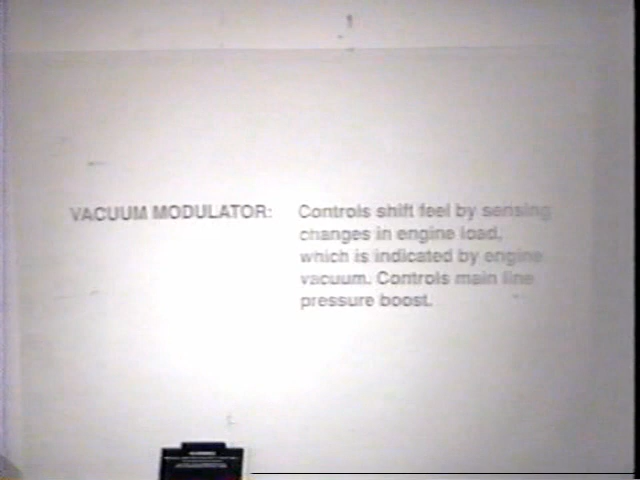 VACUUM MODULATOR: Controls shift feel by sensing
changes in engine load,
which is indicated by engine
vacuum. Controls main line
pressure boost.